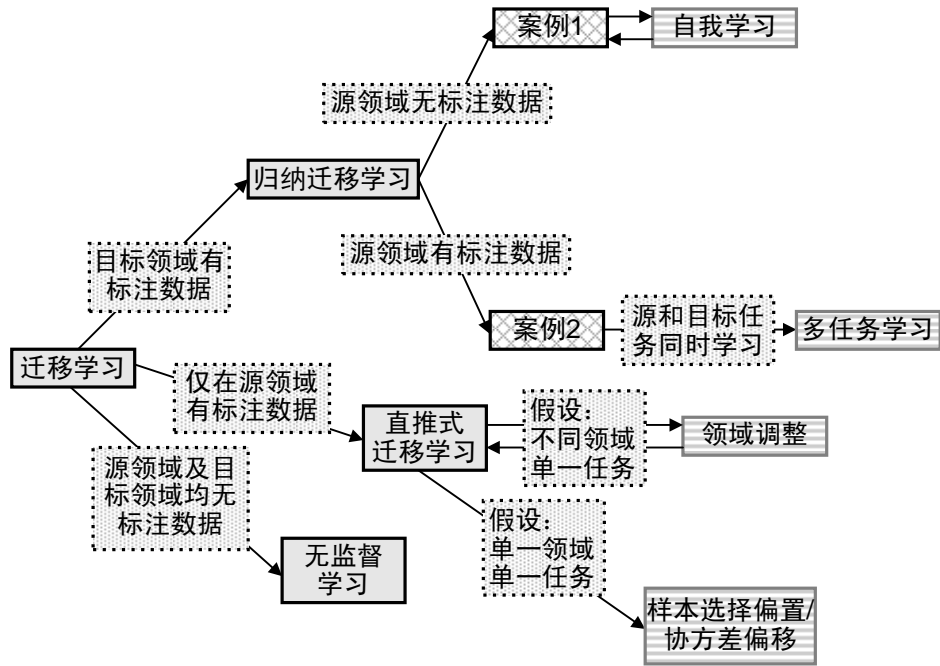 案例1
自我学习
源领域无标注数据
归纳迁移学习
源领域有标注数据
目标领域有
标注数据
案例2
源和目标任
务同时学习
多任务学习
迁移学习
仅在源领域
有标注数据
直推式
迁移学习
假设：
不同领域
单一任务
领域调整
源领域及目
标领域均无
标注数据
假设：
单一领域
单一任务
无监督
学习
样本选择偏置/
协方差偏移